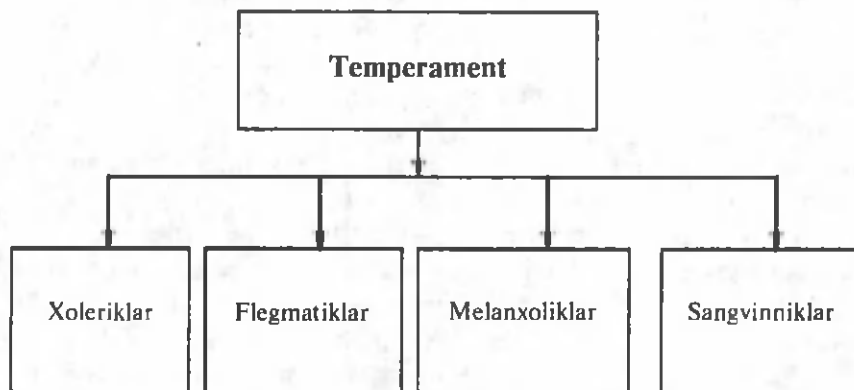 Temperament
Xoleriklar
Flegmatiklar
Melanxoliklar
Sangvinniklar